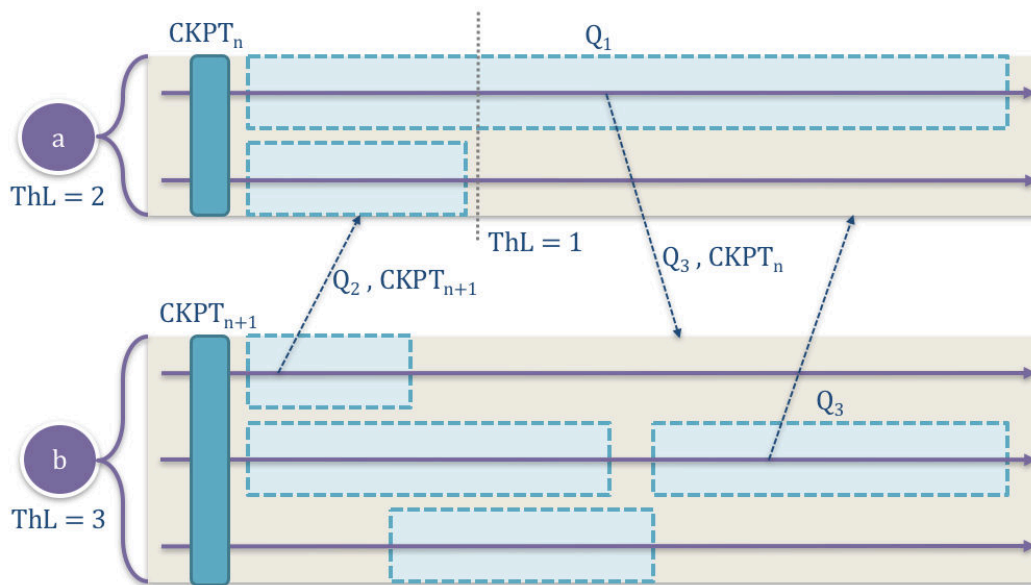 CKPTn
Q1
a
ThL = 2
ThL = 1
Q3 , CKPTn
Q2 , CKPTn+1
CKPTn+1
Q3
b
ThL = 3